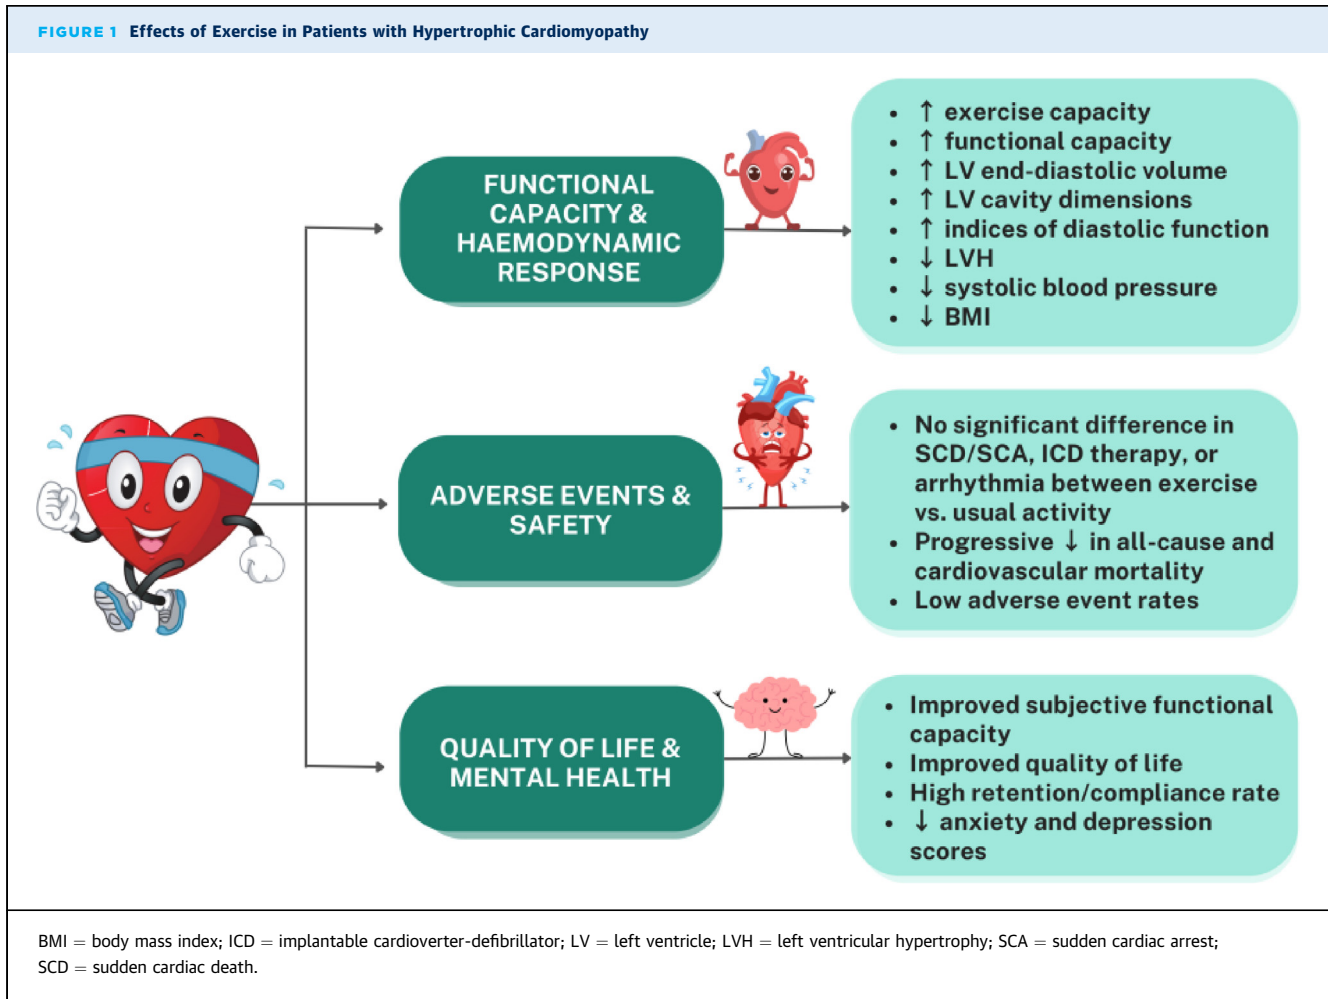 FIGURE 1 Effects of Exercise in Patients with Hypertrophic Cardiomyopathy
FUNCTIONAL
CAPACITY &
HAEMODYNAMIC
RESPONSE
• ↑ exercise capacity
• ↑ functional capacity
• ↑ LV end-diastolic volume
• ↑ LV cavity dimensions
• ↑ indices of diastolic function
• ↓ LVH
• ↓ systolic blood pressure
• ↓ BMI
ADVERSE EVENTS &
SAFETY
• No significant difference in
SCD/SCA, ICD therapy, or
arrhythmia between exercise
vs. usual activity
• Progressive ↓ in all-cause and
cardiovascular mortality
• Low adverse event rates
QUALITY OF LIFE &
MENTAL HEALTH
• Improved subjective functional
capacity
• Improved quality of life
• High retention/compliance rate
• ↓ anxiety and depression
scores
BMI = body mass index; ICD = implantable cardioverter-defibrillator; LV = left ventricle; LVH = left ventricular hypertrophy; SCA = sudden cardiac arrest;
SCD = sudden cardiac death.